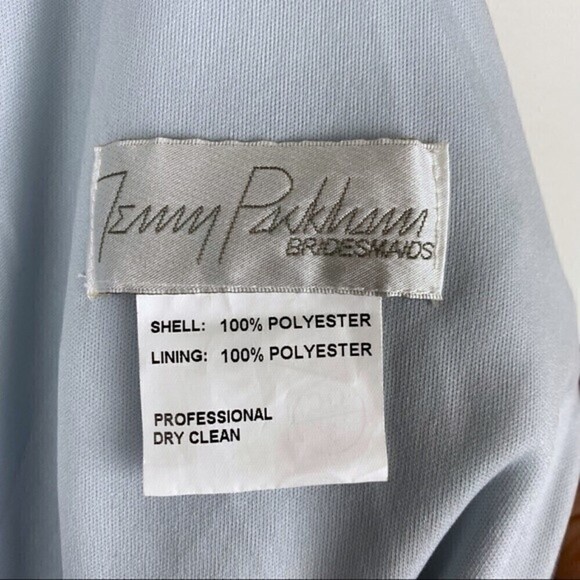 Jenny Packham
BRIDESMAIDS
SHELL: 100% POLYESTER
LINING: 100% POLYESTER
PROFESSIONAL
DRY CLEAN